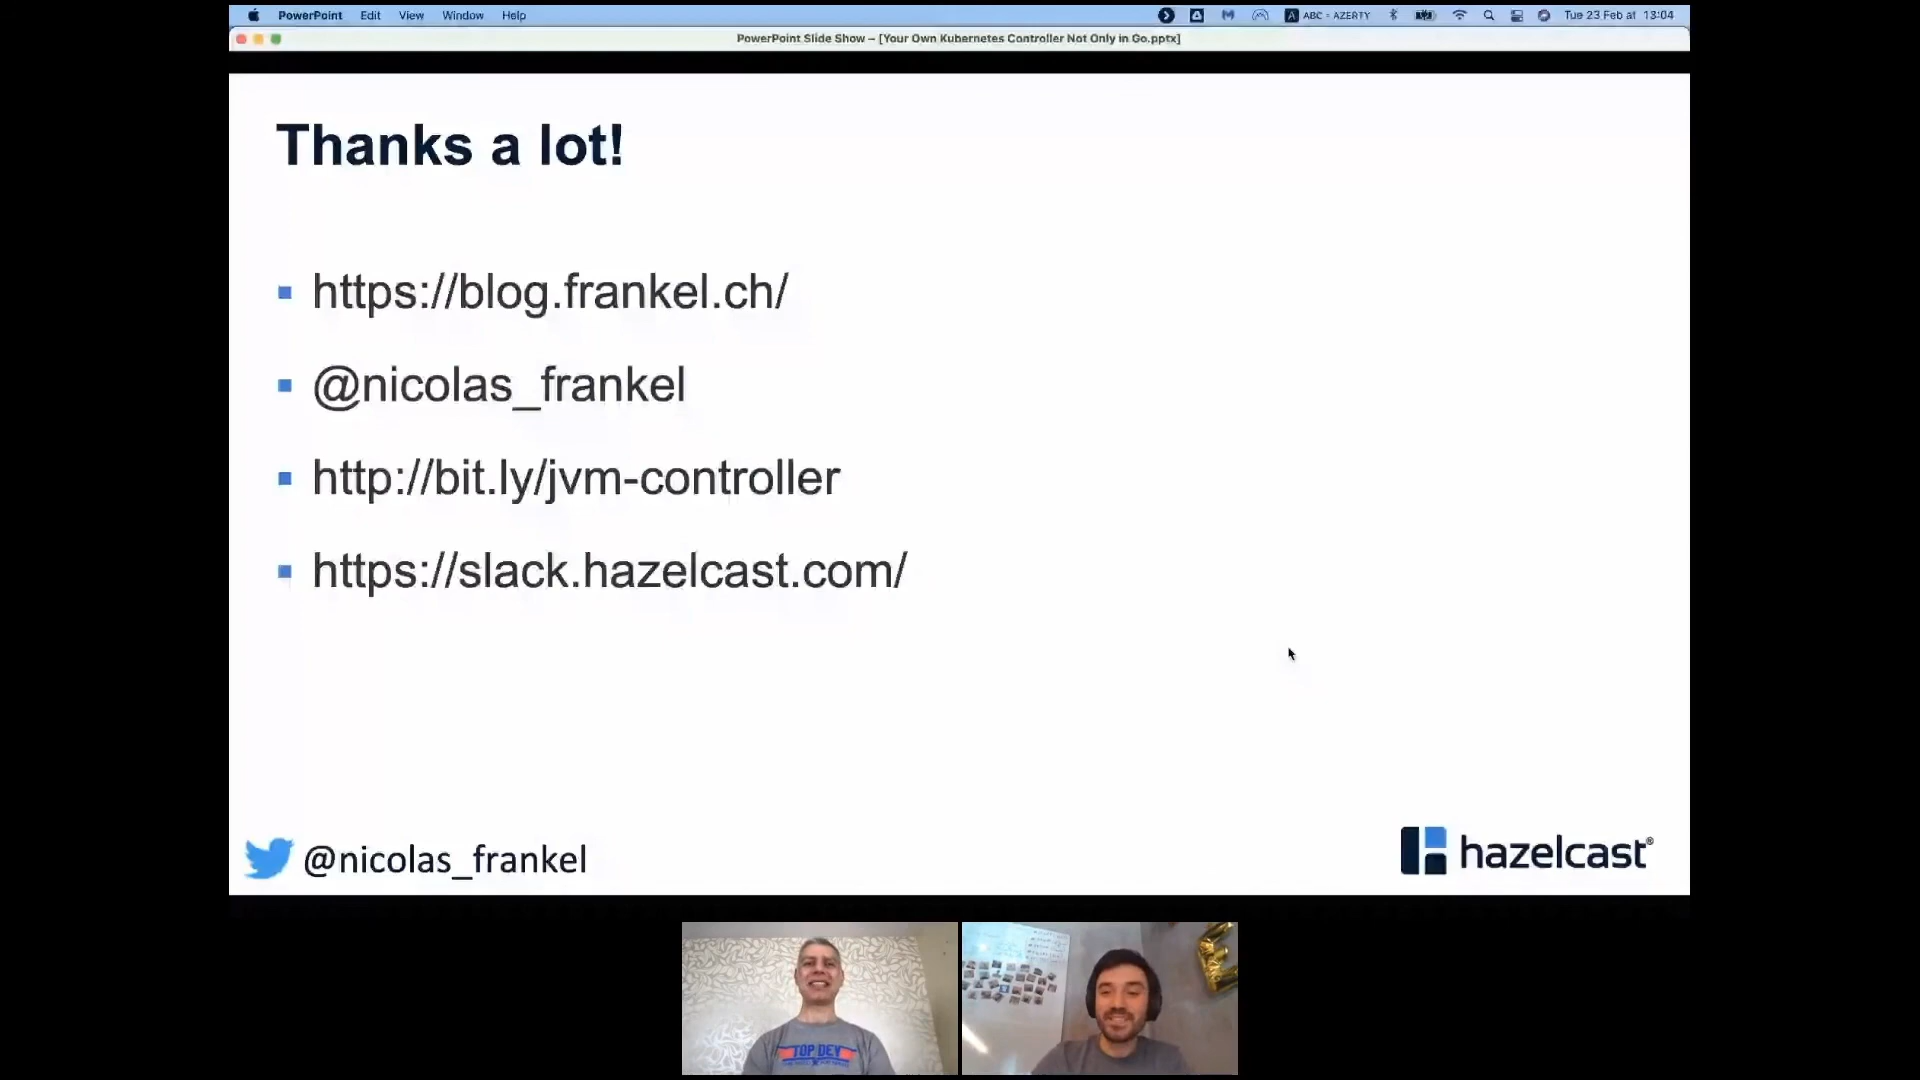 PowerPoint Edit View Window Help ABC - AZERTY Tue 23 Feb at 13:04
PowerPoint Slide Show – [Your Own Kubernetes Controller Not Only in Go.pptx]
Thanks a lot!
https://blog.frankel.ch/
@nicolas_frankel
http://bit.ly/jvm-controller
https://slack.hazelcast.com/
@nicolas_frankel
hazelcast®
TOP DEV